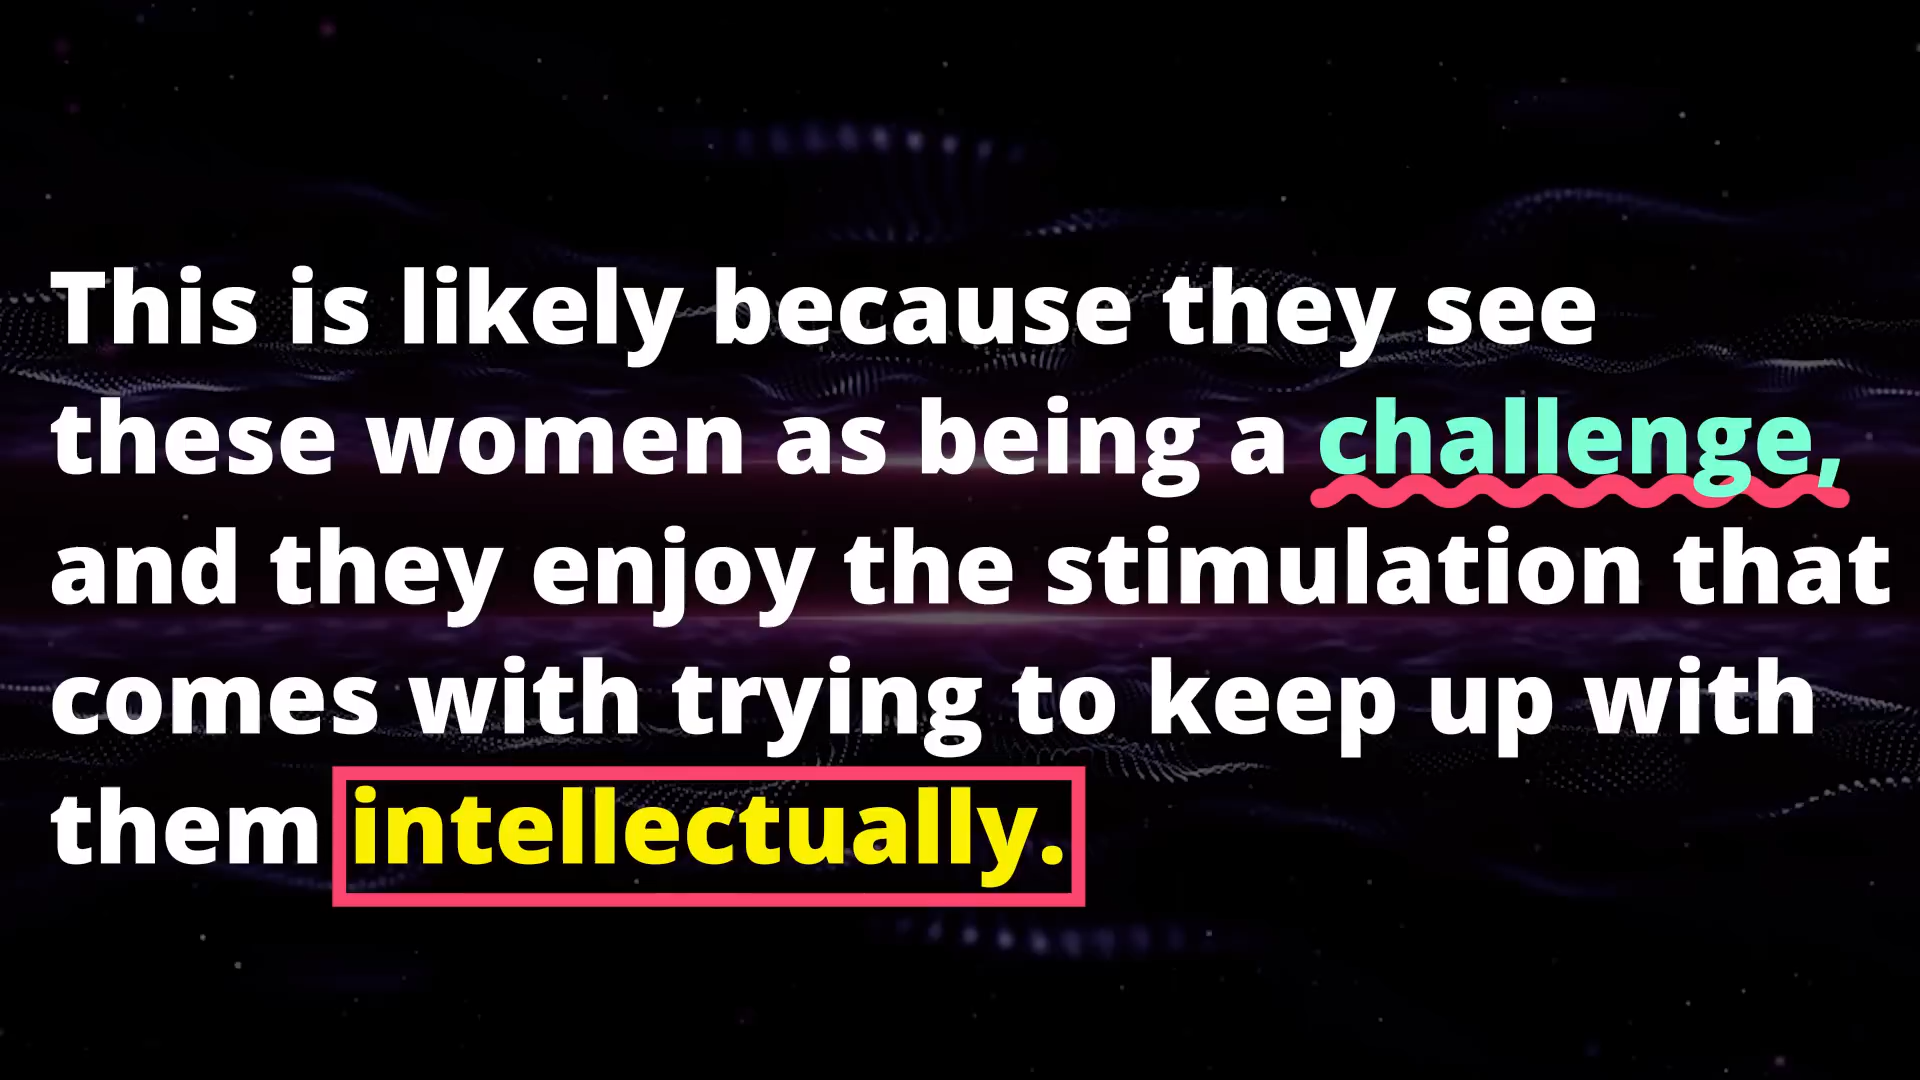 This is likely because they see
these women as being a challenge,
and they enjoy the stimulation that
comes with trying to keep up with
them intellectually.